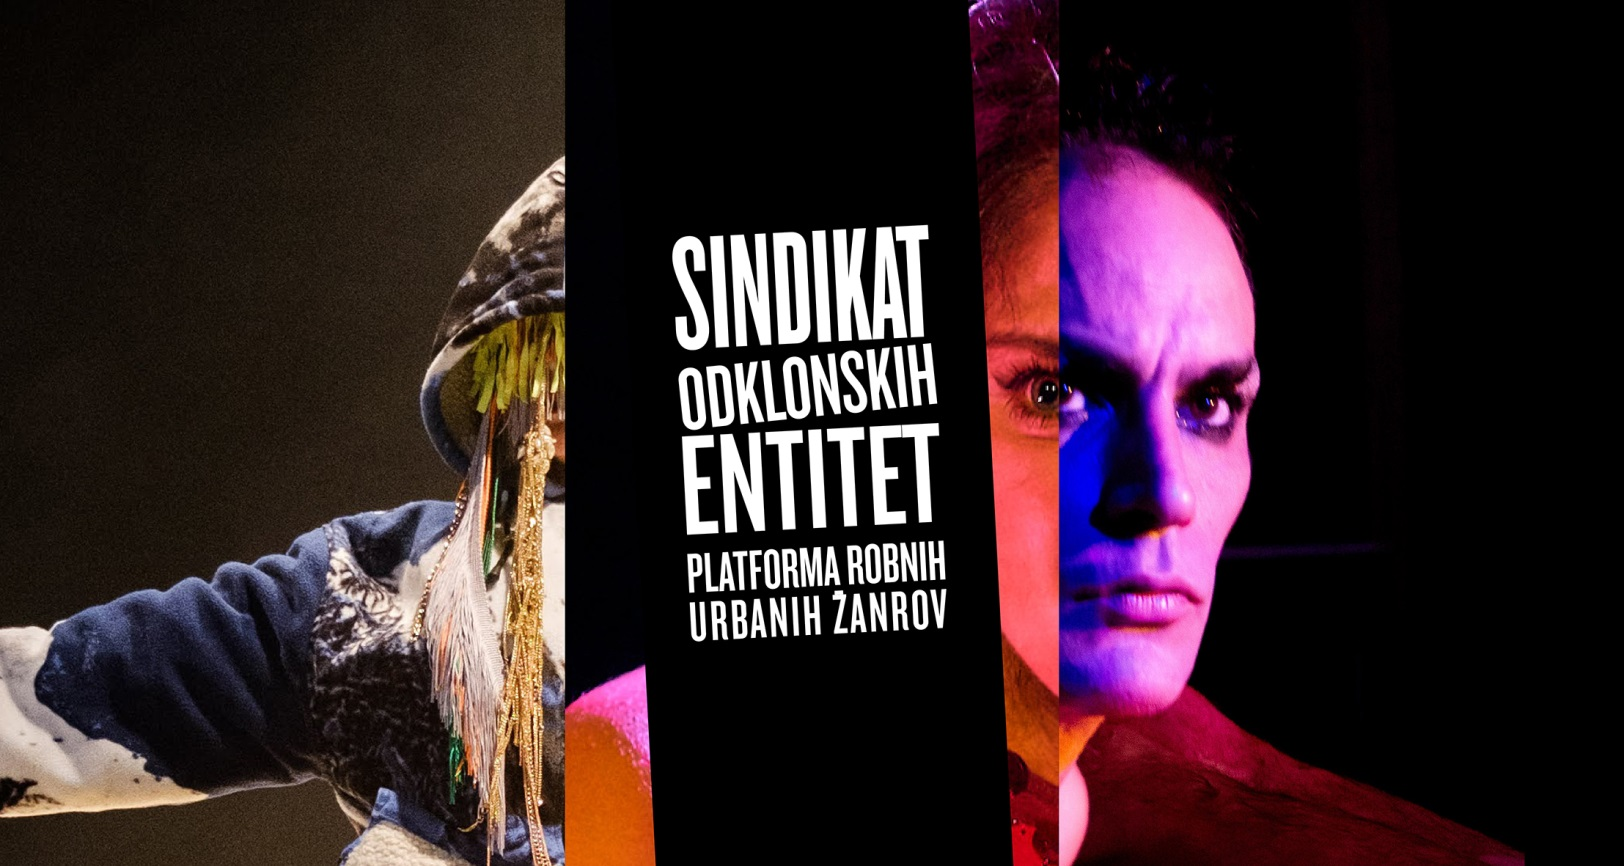 SINDIKAT
ODKLONSKIH
ENTITET
PLATFORMA ROBNIH
URBANIH ŽANROV